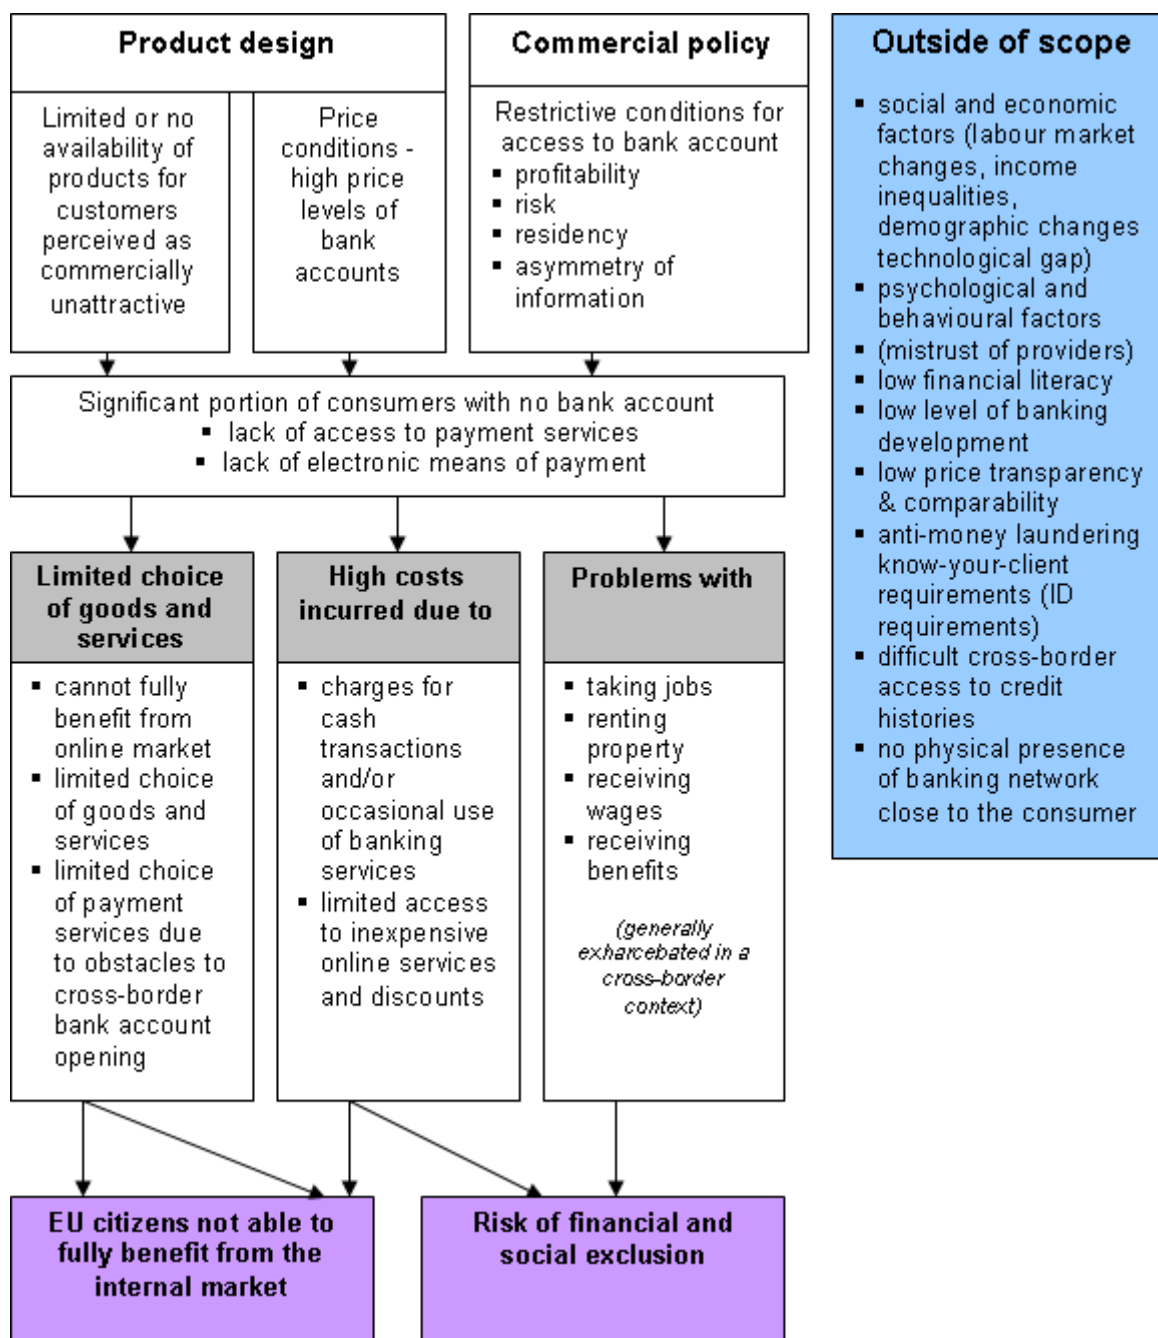 Product design
Limited or no
availability of
products for
customers
perceived as
commercially
unattractive
Price
conditions -
high price
levels of
bank
accounts
Commercial policy
Restrictive conditions for
access to bank account
▪ profitability
▪ risk
▪ residency
▪ asymmetry of
information
Significant portion of consumers with no bank account
▪ lack of access to payment services
▪ lack of electronic means of payment
Limited choice
of goods and
services
▪ cannot fully
benefit from
online market
▪ limited choice
of goods and
services
▪ limited choice
of payment
services due
to obstacles to
cross-border
bank account
opening
High costs
incurred due to
▪ charges for
cash
transactions
and/or
occasional use
of banking
services
▪ limited access
to inexpensive
online services
and discounts
Problems with
▪ taking jobs
▪ renting
property
▪ receiving
wages
▪ receiving
benefits
(generally
exharcebated in a
cross-border
context)
EU citizens not able to
fully benefit from the
internal market
Risk of financial and
social exclusion
Outside of scope
▪ social and economic
factors (labour market
changes, income
inequalities,
demographic changes
technological gap)
▪ psychological and
behavioural factors
▪ (mistrust of providers)
▪ low financial literacy
▪ low level of banking
development
▪ low price transparency
& comparability
▪ anti-money laundering
know-your-client
requirements (ID
requirements)
▪ difficult cross-border
access to credit
histories
▪ no physical presence
of banking network
close to the consumer